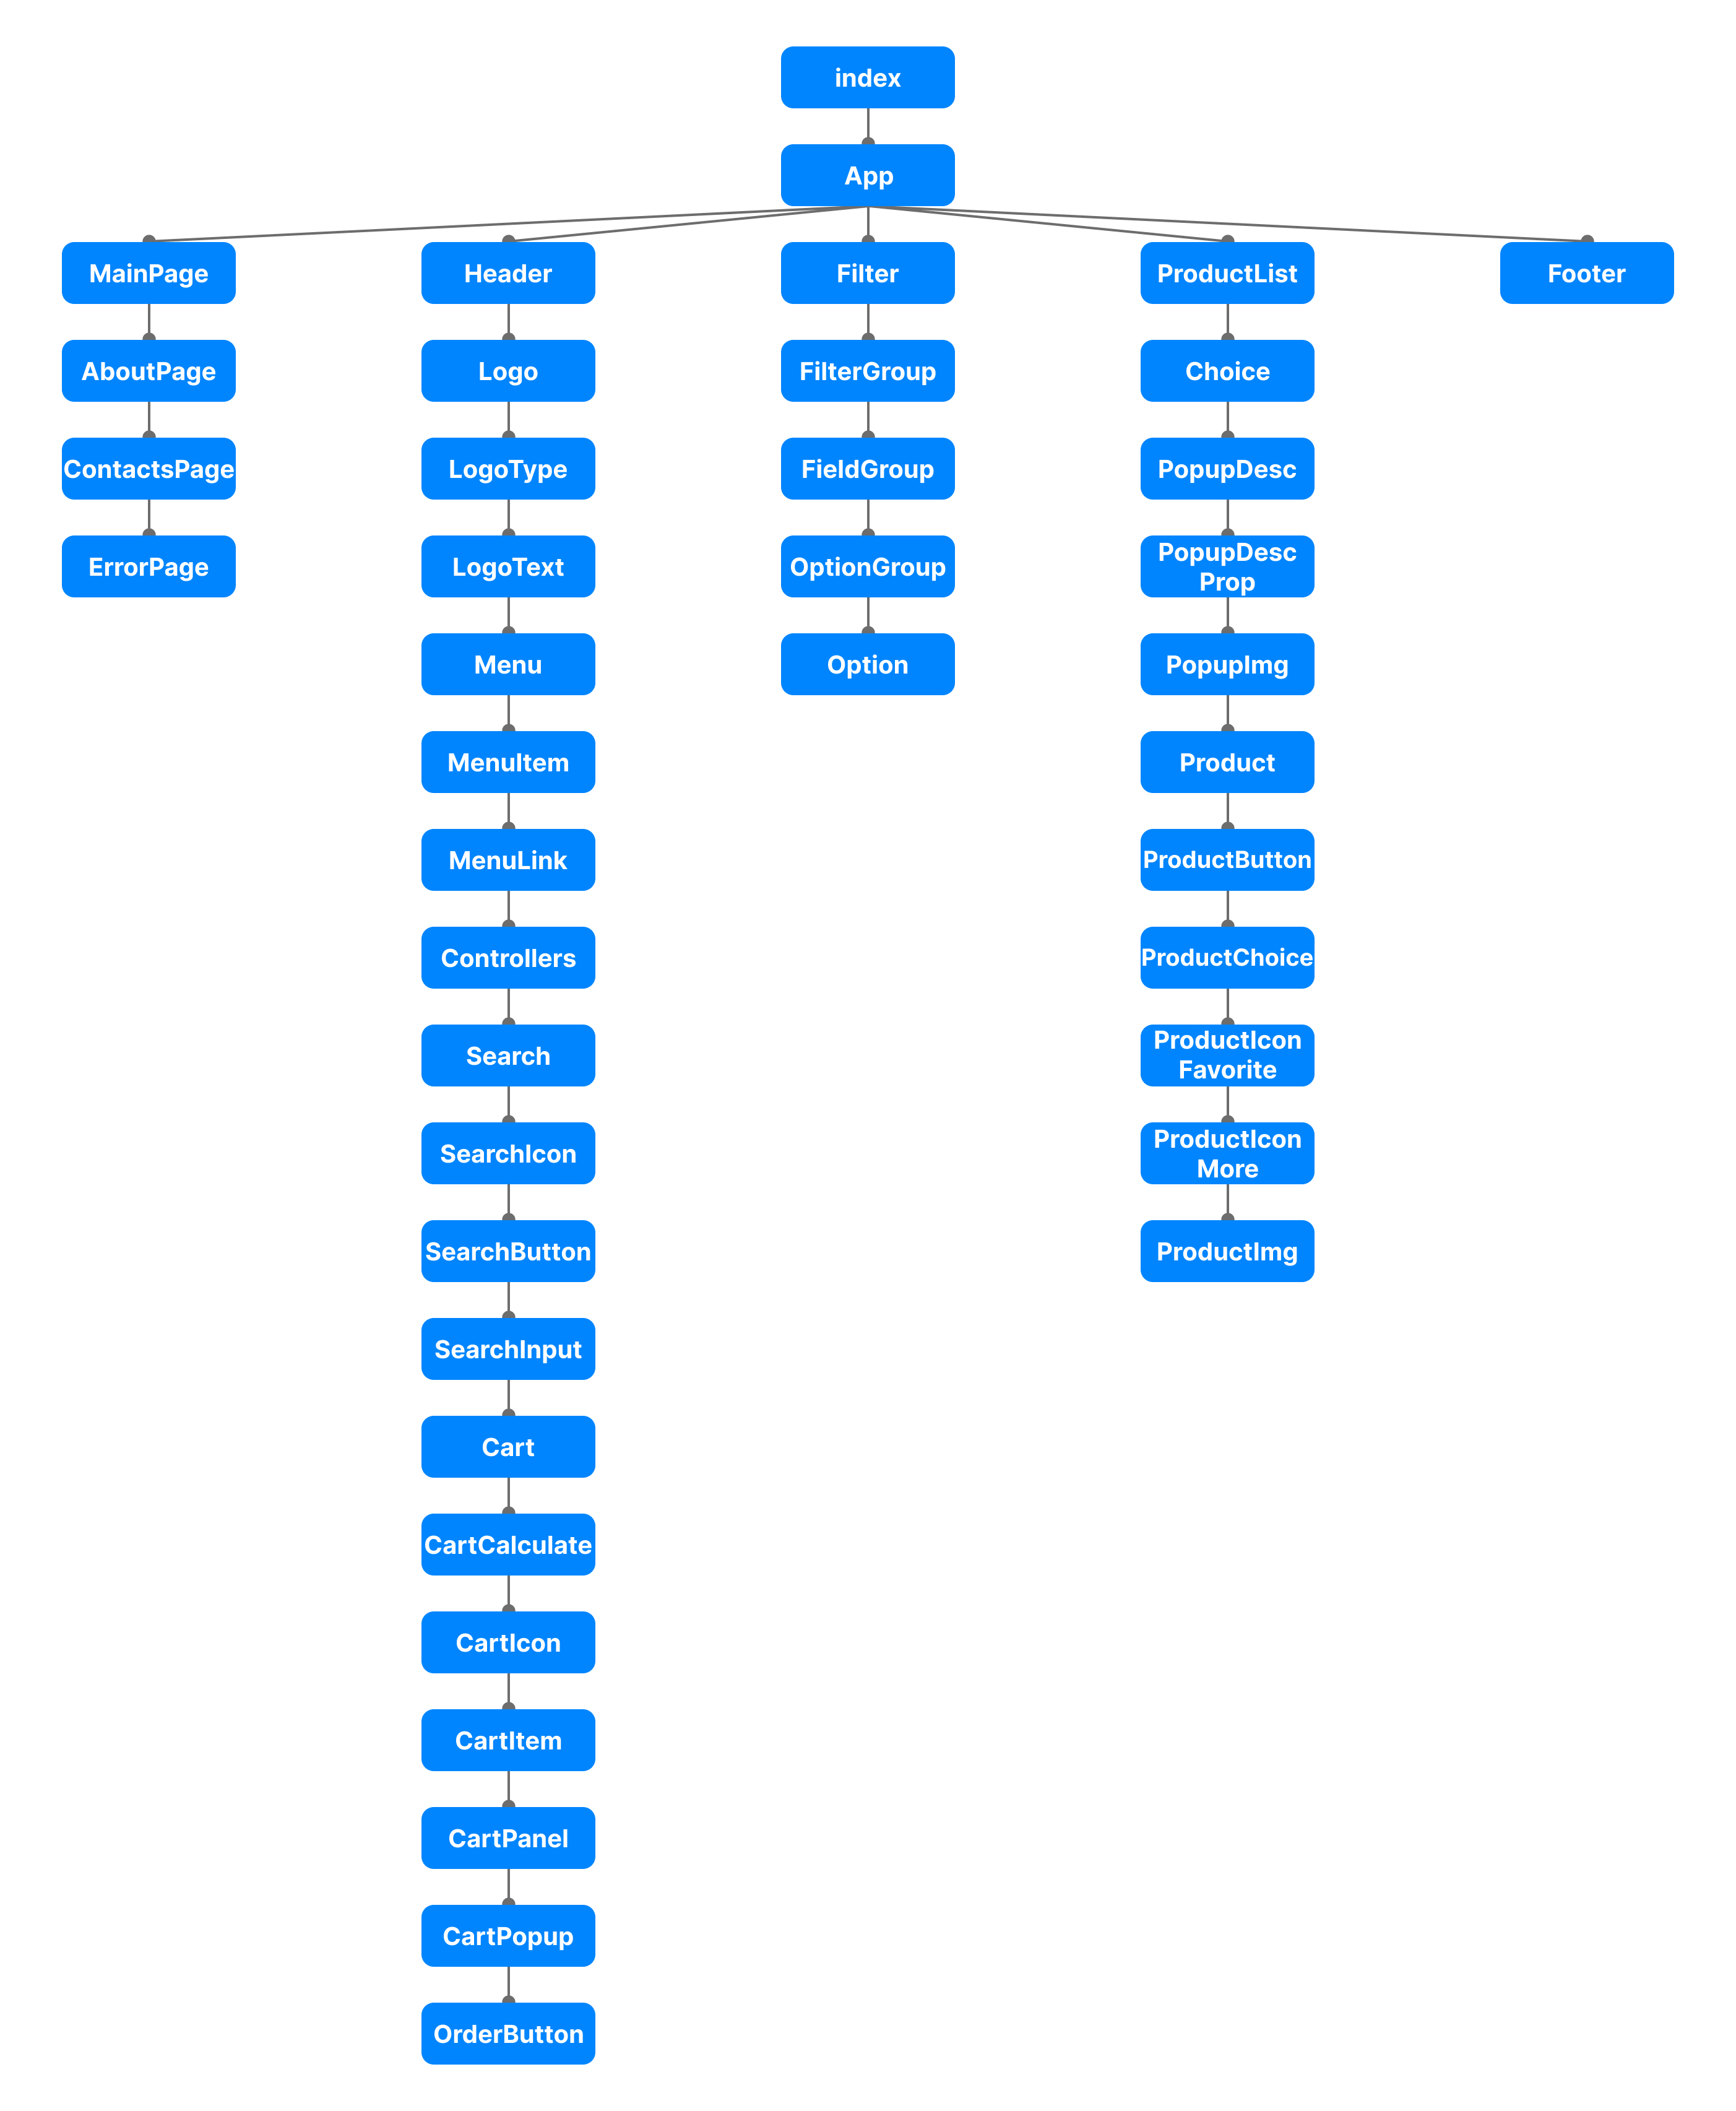 index
App
MainPage
Header
Filter
ProductList
Footer
AboutPage
Logo
FilterGroup
Choice
ContactsPage
LogoType
FieldGroup
PopupDesc
ErrorPage
LogoText
OptionGroup
PopupDesc
Prop
Menu
Option
PopupImg
MenuItem
Product
MenuLink
ProductButton
Controllers
ProductChoice
Search
ProductIcon
Favorite
SearchIcon
ProductIcon
More
SearchButton
ProductImg
SearchInput
Cart
CartCalculate
CartIcon
CartItem
CartPanel
CartPopup
OrderButton